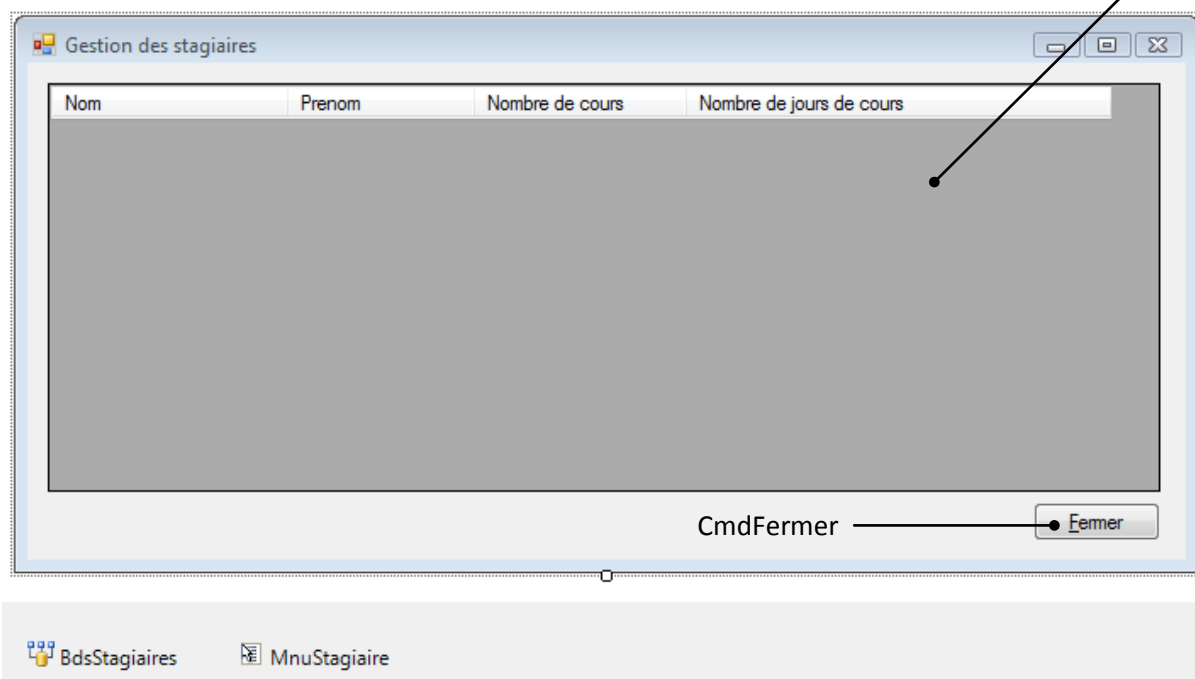 Gestion des stagiaires
Nom Prenom Nombre de cours Nombre de jours de cours
CmdFermer Fermer
BdsStagiaires MnuStagiaire